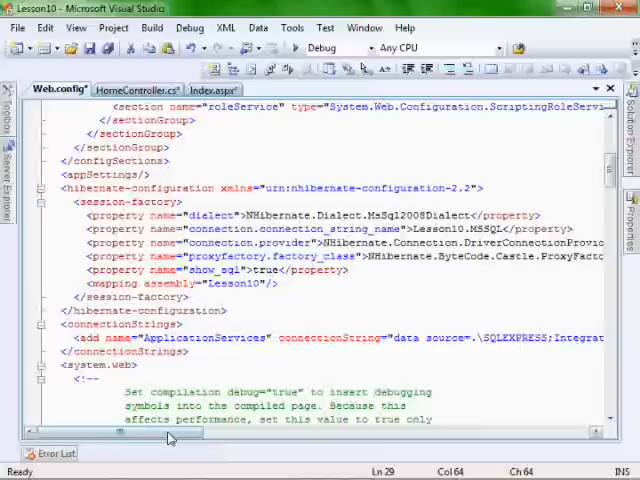 Lesson10 - Microsoft Visual Studio
File Edit View Project Build Debug XML Data Tools Test Window Help
Debug Any CPU
Web.config* HomeController.cs* Index.aspx*
<section name="roleService" type="System.Web.Configuration.ScriptingRoleServi
</sectionGroup>
</sectionGroup>
</sectionGroup>
</configSections>
<appSettings/>
<hibernate-configuration xmlns="urn:nhibernate-configuration-2.2">
<session-factory>
<property name="dialect">NHibernate.Dialect.MsSql2008Dialect</property>
<property name="connection.connection_string_name">Lesson10.MSSQL</property>
<property name="connection.provider">NHibernate.Connection.DriverConnectionProvid
<property name="proxyfactory.factory_class">NHibernate.ByteCode.Castle.ProxyFacto
<property name="show_sql">true</property>
<mapping assembly="Lesson10"/>
</session-factory>
</hibernate-configuration>
<connectionStrings>
<add name="ApplicationServices" connectionString="data source=.\SQLEXPRESS;Integrat
</connectionStrings>
<system.web>
<!--
Set compilation debug="true" to insert debugging
symbols into the compiled page. Because this
affects performance, set this value to true only
Toolbox
Server Explorer
Solution Explorer
Properties
Error List
Ready Ln 29 Col 64 Ch 64 INS